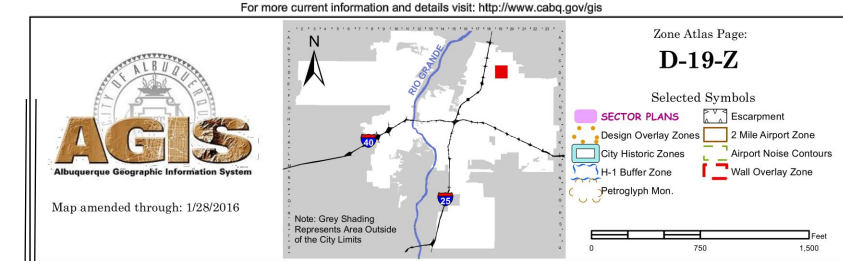 For more current information and details visit: http://www.cabq.gov/gis
CITY OF ALBUQUERQUE
AGIS
Albuquerque Geographic Information System
Map amended through: 1/28/2016
N
RIO GRANDE
40
25
Note: Grey Shading
Represents Area Outside
of the City Limits
Zone Atlas Page:
D-19-Z
Selected Symbols
SECTOR PLANS
Escarpment
Design Overlay Zones
2 Mile Airport Zone
City Historic Zones
Airport Noise Contours
H-1 Buffer Zone
Wall Overlay Zone
Petroglyph Mon.
Feet
0 750 1,500